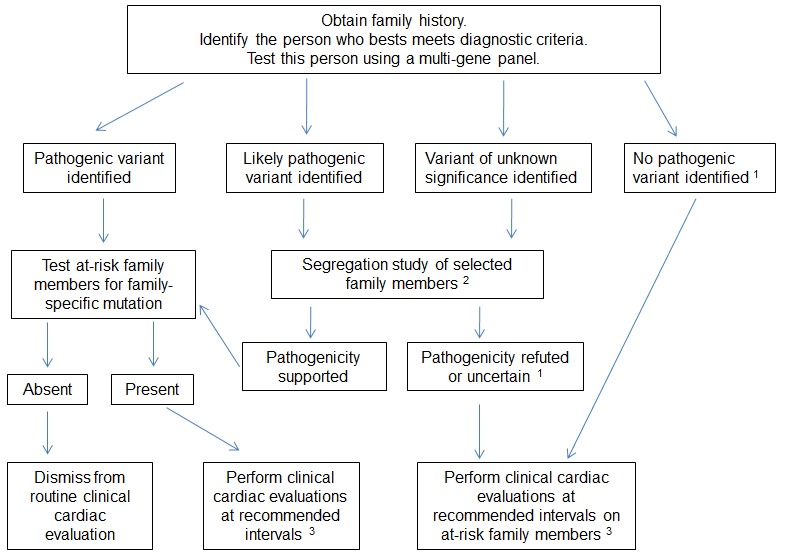 Obtain family history.
Identify the person who bests meets diagnostic criteria.
Test this person using a multi-gene panel.
Pathogenic variant
identified
Likely pathogenic
variant identified
Variant of unknown
significance identified
No pathogenic
variant identified 1
Test at-risk family
members for family-
specific mutation
Segregation study of selected
family members 2
Pathogenicity
supported
Pathogenicity refuted
or uncertain 1
Absent
Present
Dismiss from
routine clinical
cardiac
evaluation
Perform clinical
cardiac evaluations
at recommended
intervals 3
Perform clinical cardiac
evaluations at
recommended intervals on
at-risk family members 3